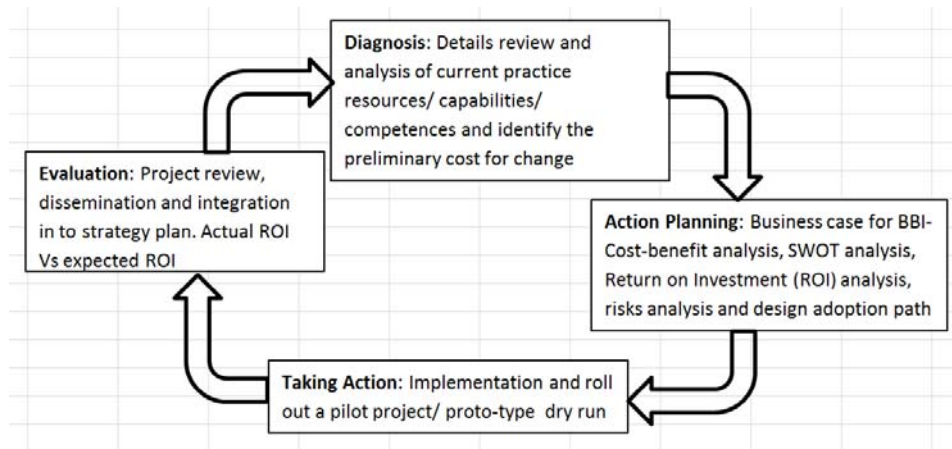 Diagnosis: Details review and
analysis of current practice
resources/ capabilities/
competences and identify the
preliminary cost for change
Action Planning: Business case for BBI-
Cost-benefit analysis, SWOT analysis,
Return on Investment (ROI) analysis,
risks analysis and design adoption path
Taking Action: Implementation and roll
out a pilot project/ proto-type dry run
Evaluation: Project review,
dissemination and integration
in to strategy plan. Actual ROI
Vs expected ROI